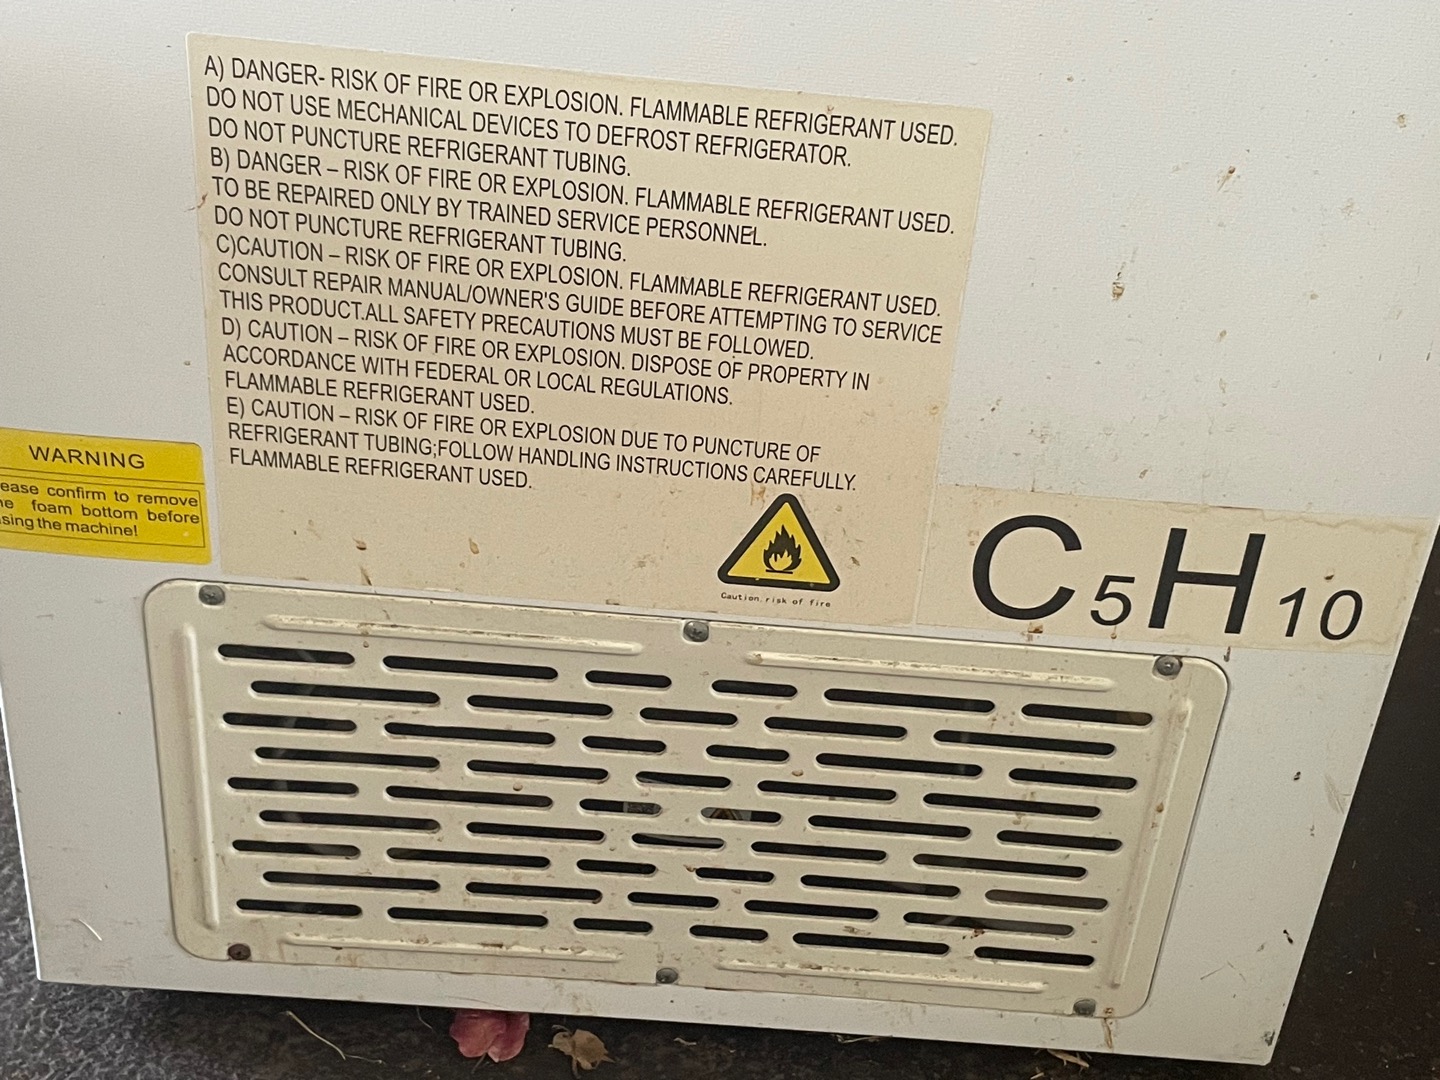 A) DANGER- RISK OF FIRE OR EXPLOSION. FLAMMABLE REFRIGERANT USED.
DO NOT USE MECHANICAL DEVICES TO DEFROST REFRIGERATOR.
DO NOT PUNCTURE REFRIGERANT TUBING.
B) DANGER – RISK OF FIRE OR EXPLOSION. FLAMMABLE REFRIGERANT USED.
TO BE REPAIRED ONLY BY TRAINED SERVICE PERSONNEL.
DO NOT PUNCTURE REFRIGERANT TUBING.
C)CAUTION – RISK OF FIRE OR EXPLOSION. FLAMMABLE REFRIGERANT USED.
CONSULT REPAIR MANUAL/OWNER'S GUIDE BEFORE ATTEMPTING TO SERVICE
THIS PRODUCT.ALL SAFETY PRECAUTIONS MUST BE FOLLOWED.
D) CAUTION – RISK OF FIRE OR EXPLOSION. DISPOSE OF PROPERTY IN
ACCORDANCE WITH FEDERAL OR LOCAL REGULATIONS.
FLAMMABLE REFRIGERANT USED.
E) CAUTION – RISK OF FIRE OR EXPLOSION DUE TO PUNCTURE OF
REFRIGERANT TUBING;FOLLOW HANDLING INSTRUCTIONS CAREFULLY.
FLAMMABLE REFRIGERANT USED.
Caution, risk of fire
C5H10
WARNING
ease confirm to remove
he foam bottom before
sing the machine!